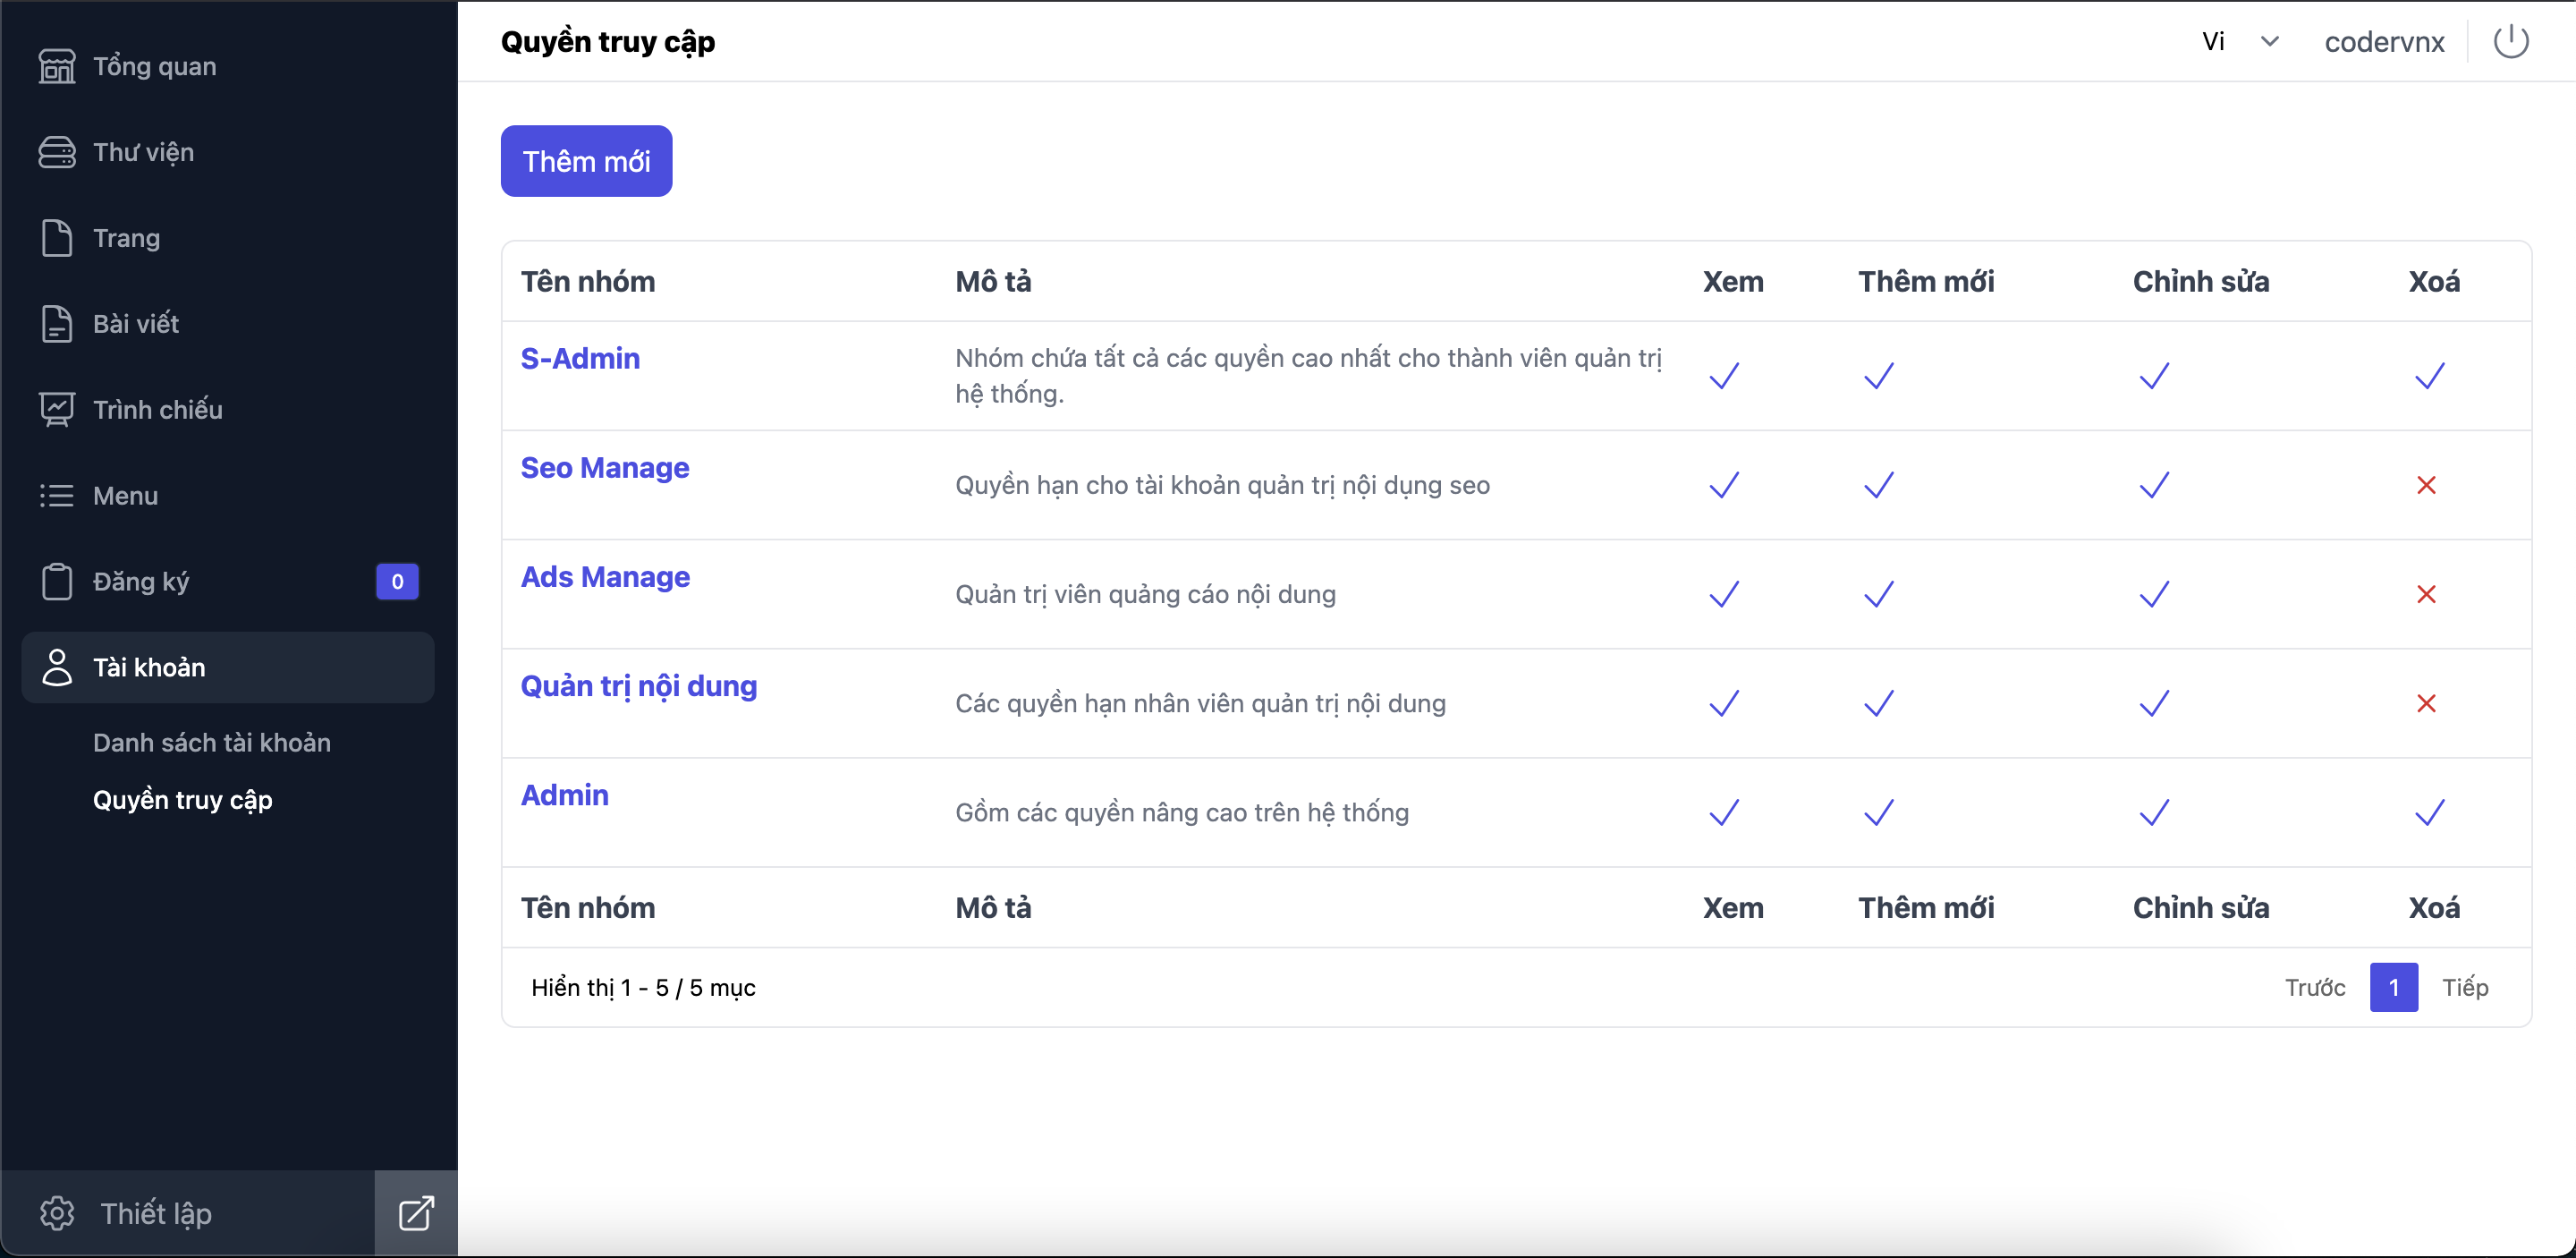 Tổng quan
Thư viện
Trang
Bài viết
Trình chiếu
Menu
Đăng ký 0
Tài khoản
Danh sách tài khoản
Quyền truy cập
Thiết lập
Quyền truy cập Vi codervnx
Thêm mới
Tên nhóm Mô tả Xem Thêm mới Chỉnh sửa Xoá
S-Admin Nhóm chứa tất cả các quyền cao nhất cho thành viên quản trị
hệ thống.
Seo Manage Quyền hạn cho tài khoản quản trị nội dụng seo
Ads Manage Quản trị viên quảng cáo nội dung
Quản trị nội dung Các quyền hạn nhân viên quản trị nội dung
Admin Gồm các quyền nâng cao trên hệ thống
Tên nhóm Mô tả Xem Thêm mới Chỉnh sửa Xoá
Hiển thị 1 - 5 / 5 mục Trước 1 Tiếp